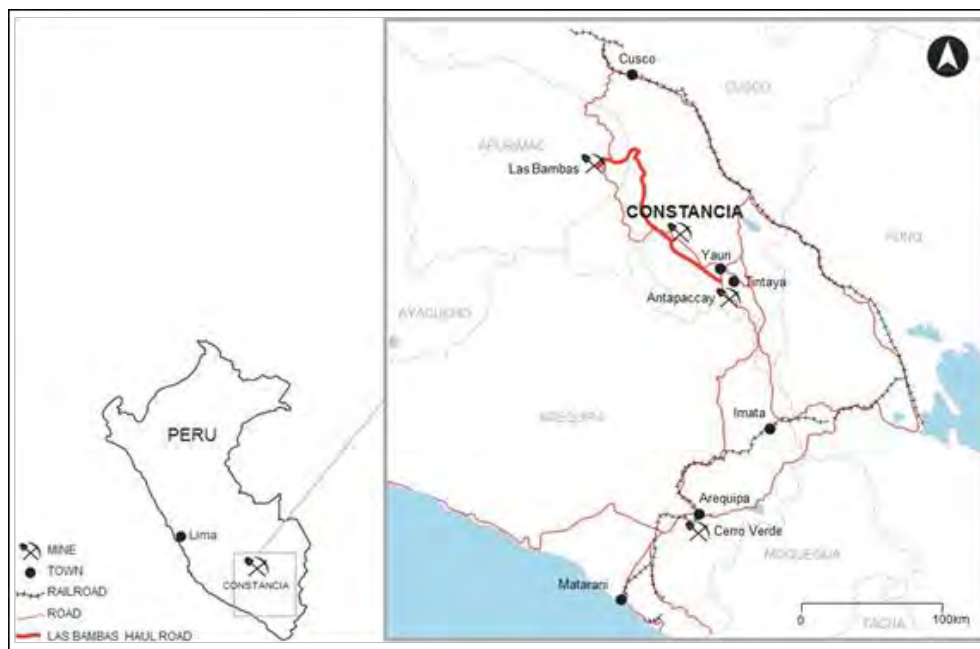 PERU
Lima
CONSTANCIA
MINE
TOWN
RAILROAD
ROAD
LAS BAMBAS HAUL ROAD
Cusco
CUSCO
APURIMAC
Las Bambas
CONSTANCIA
PUNO
Yauri
Tintaya
Antapaccay
AYACUCHO
AREQUIPA
Imata
Arequipa
Cerro Verde
MOQUEGUA
Matarani
0 100km
TACNA